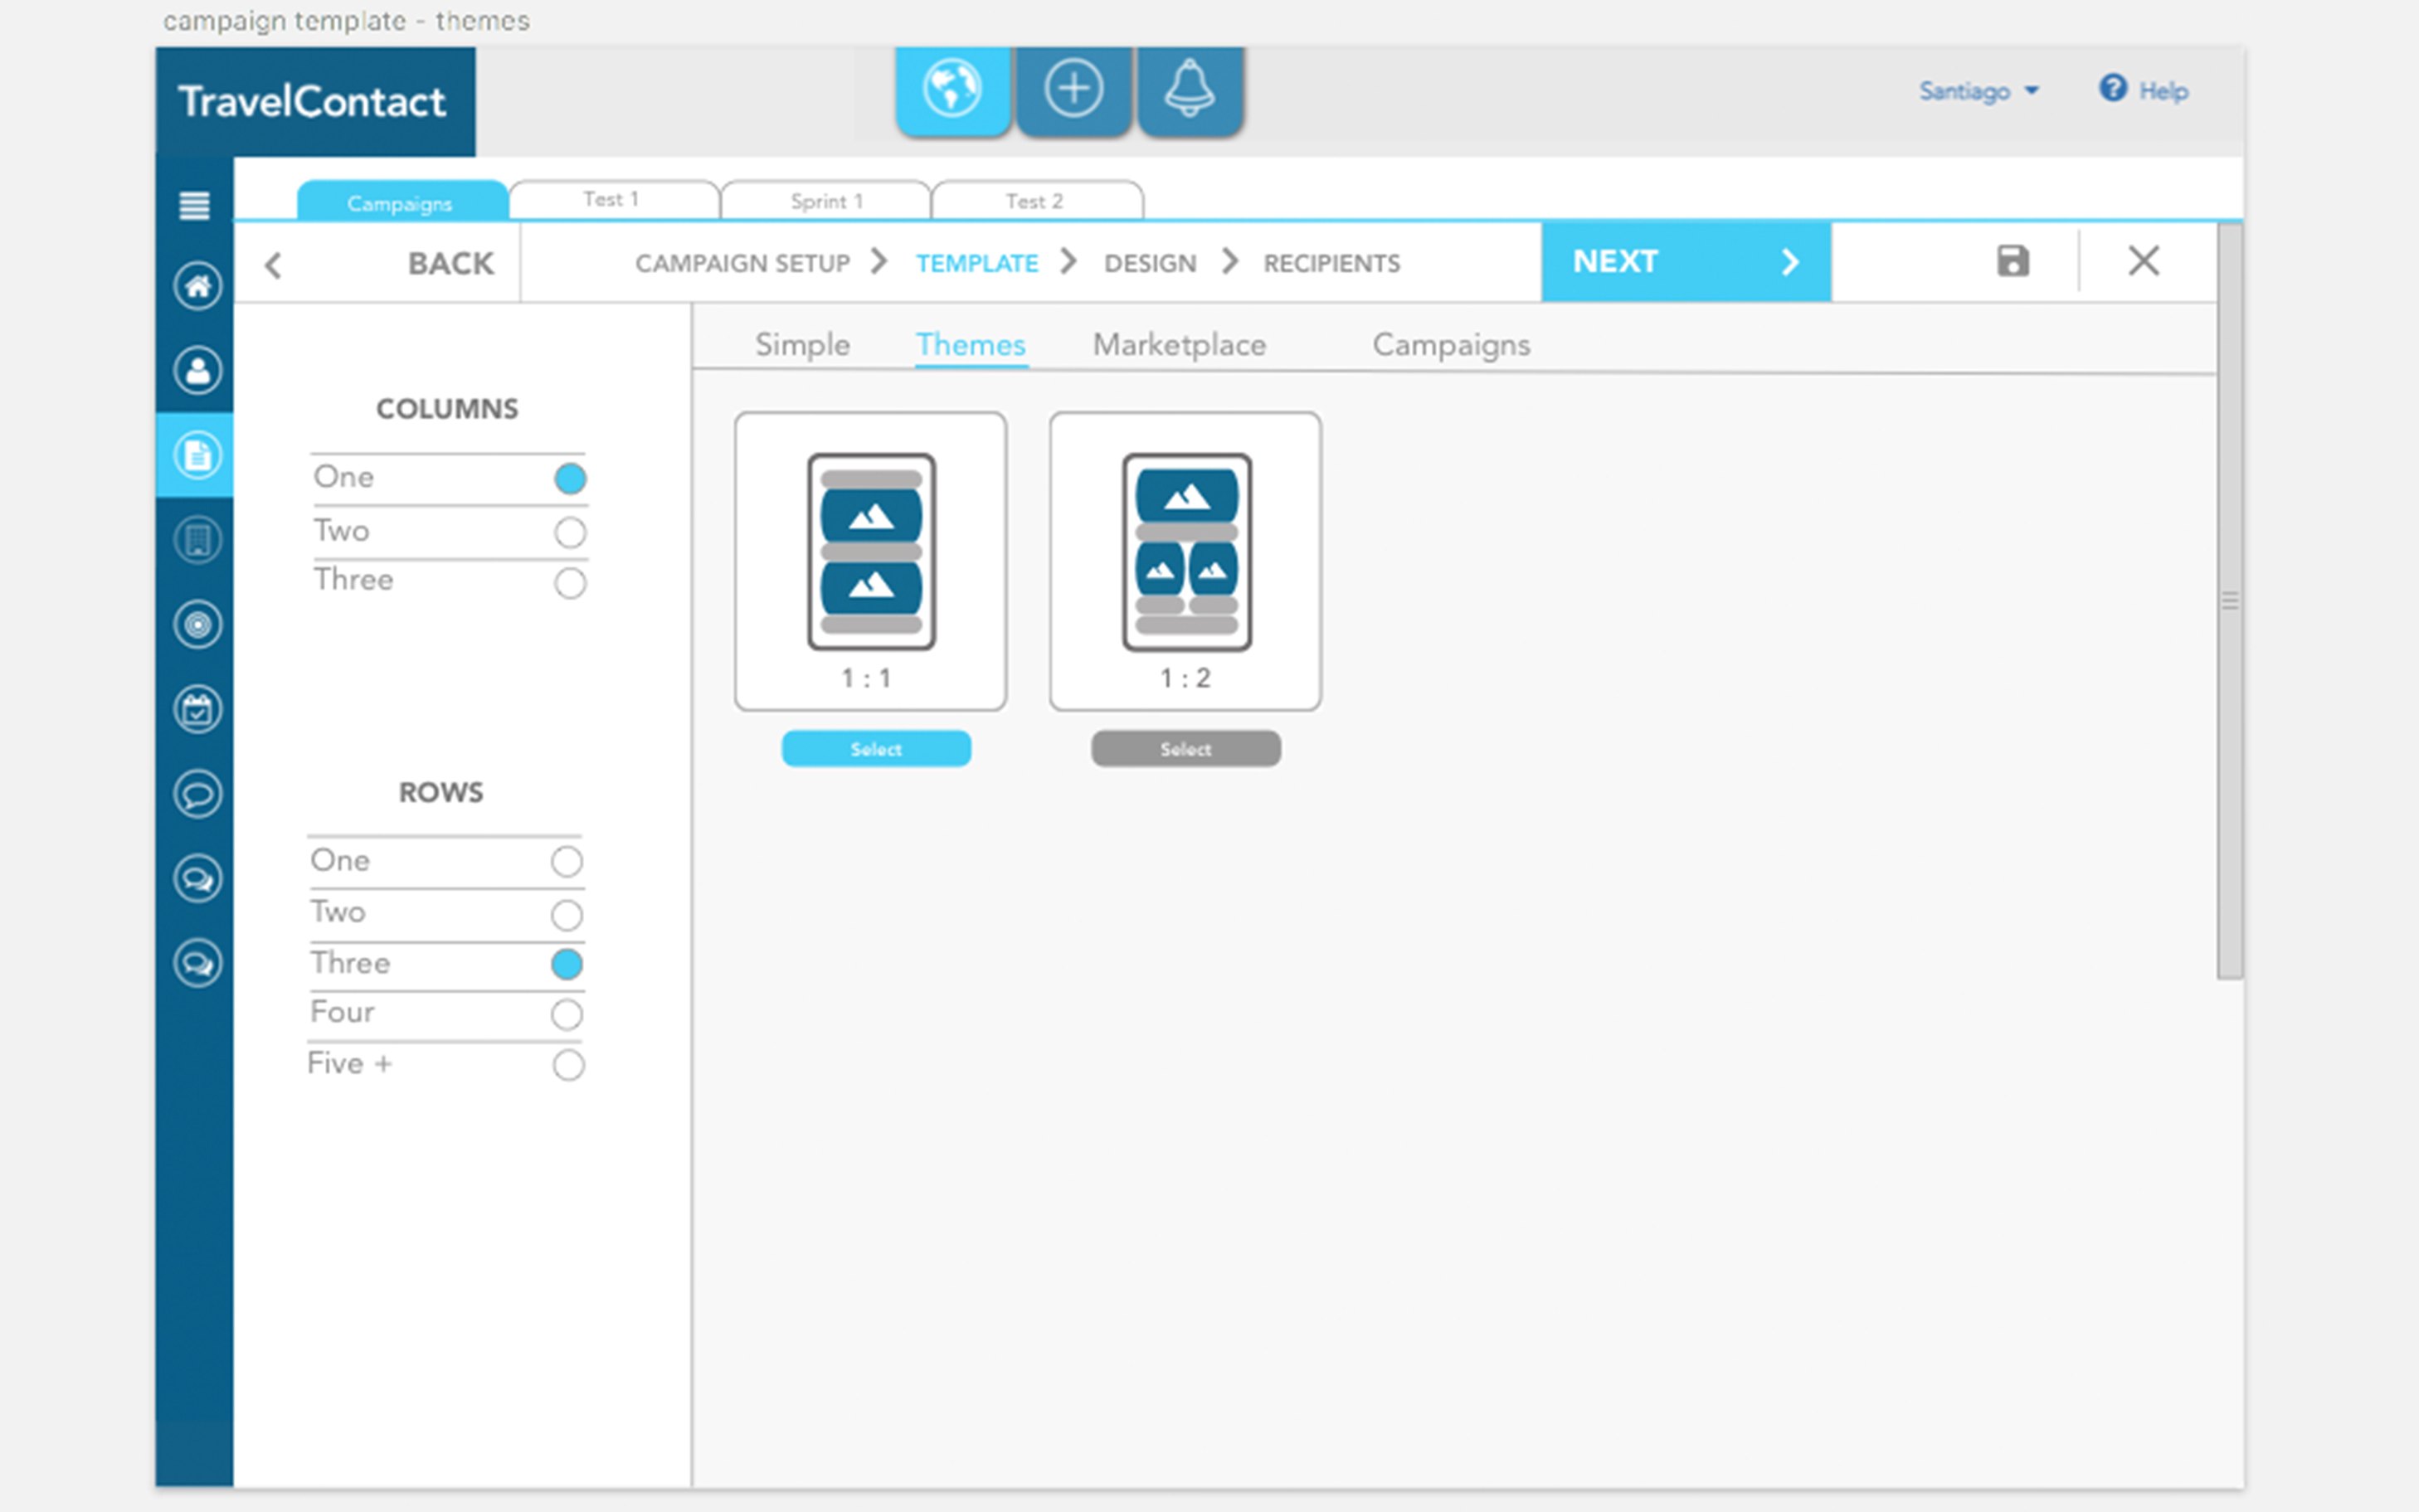 campaign template - themes
TravelContact
Santiago
Help
Campaigns
Test 1
Sprint 1
Test 2
BACK
CAMPAIGN SETUP
TEMPLATE
DESIGN
RECIPIENTS
NEXT
Simple
Themes
Marketplace
Campaigns
COLUMNS
One
Two
Three
1 : 1
1 : 2
Select
Select
ROWS
One
Two
Three
Four
Five +